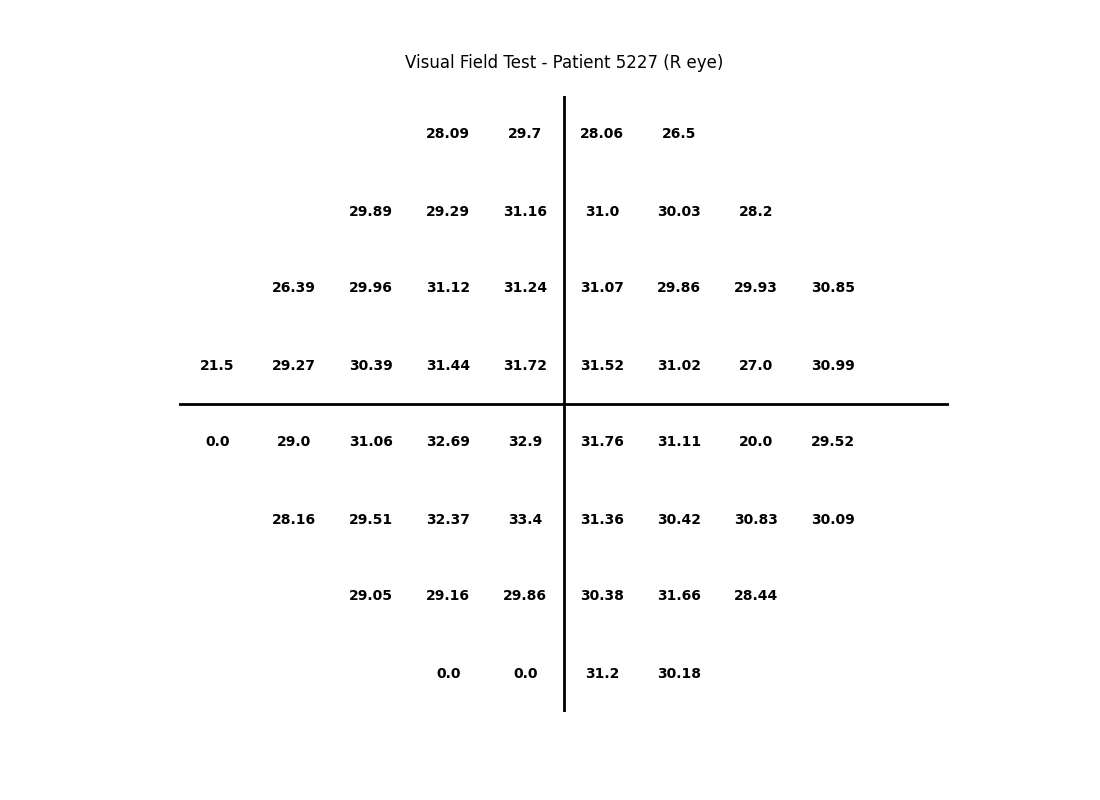 Visual Field Test - Patient 5227 (R eye)
28.09 29.7 28.06 26.5
29.89 29.29 31.16 31.0 30.03 28.2
26.39 29.96 31.12 31.24 31.07 29.86 29.93 30.85
21.5 29.27 30.39 31.44 31.72 31.52 31.02 27.0 30.99
0.0 29.0 31.06 32.69 32.9 31.76 31.11 20.0 29.52
28.16 29.51 32.37 33.4 31.36 30.42 30.83 30.09
29.05 29.16 29.86 30.38 31.66 28.44
0.0 0.0 31.2 30.18